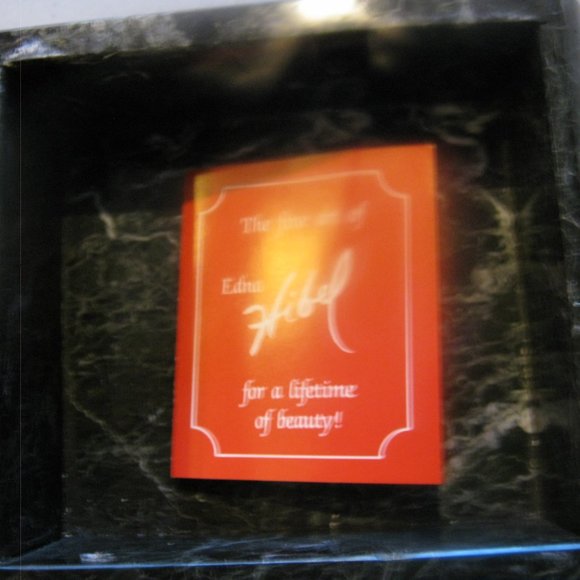 The fine art of
Edna
Hibel
for a lifetime
of beauty!